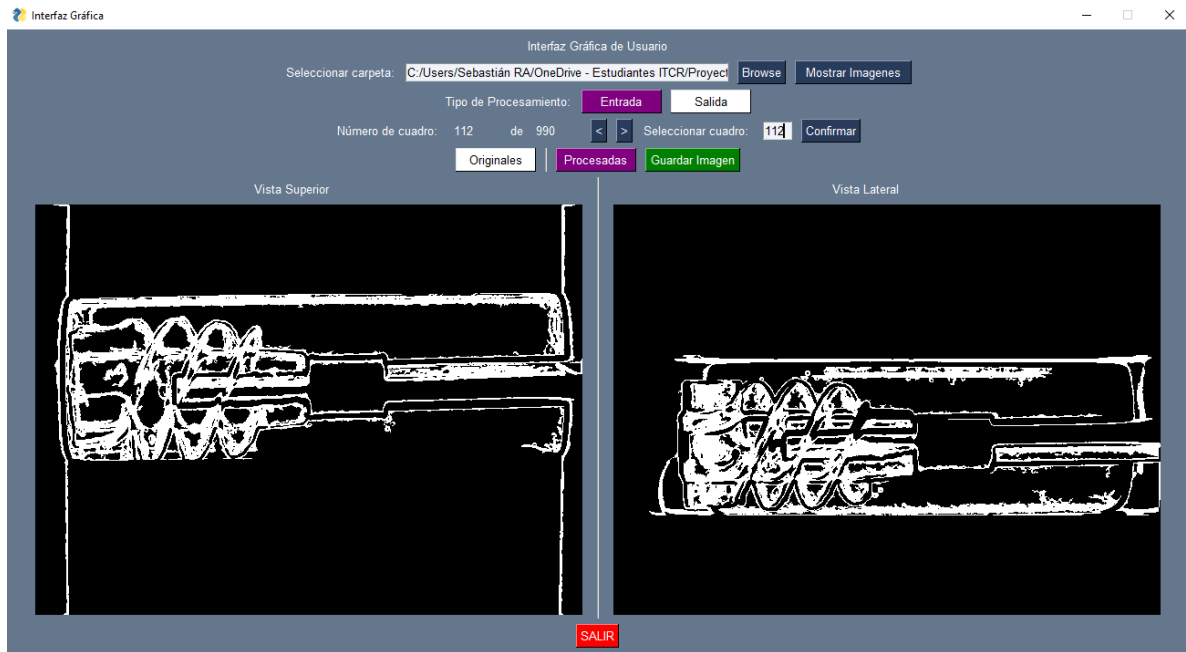 Interfaz Gráfica
Interfaz Gráfica de Usuario
Seleccionar carpeta: C:/Users/Sebastián RA/OneDrive - Estudiantes ITCR/Proyect Browse Mostrar Imagenes
Tipo de Procesamiento: Entrada Salida
Número de cuadro: 112 de 990 < > Seleccionar cuadro: 112 Confirmar
Originales Procesadas Guardar Imagen
Vista Superior Vista Lateral
SALIR